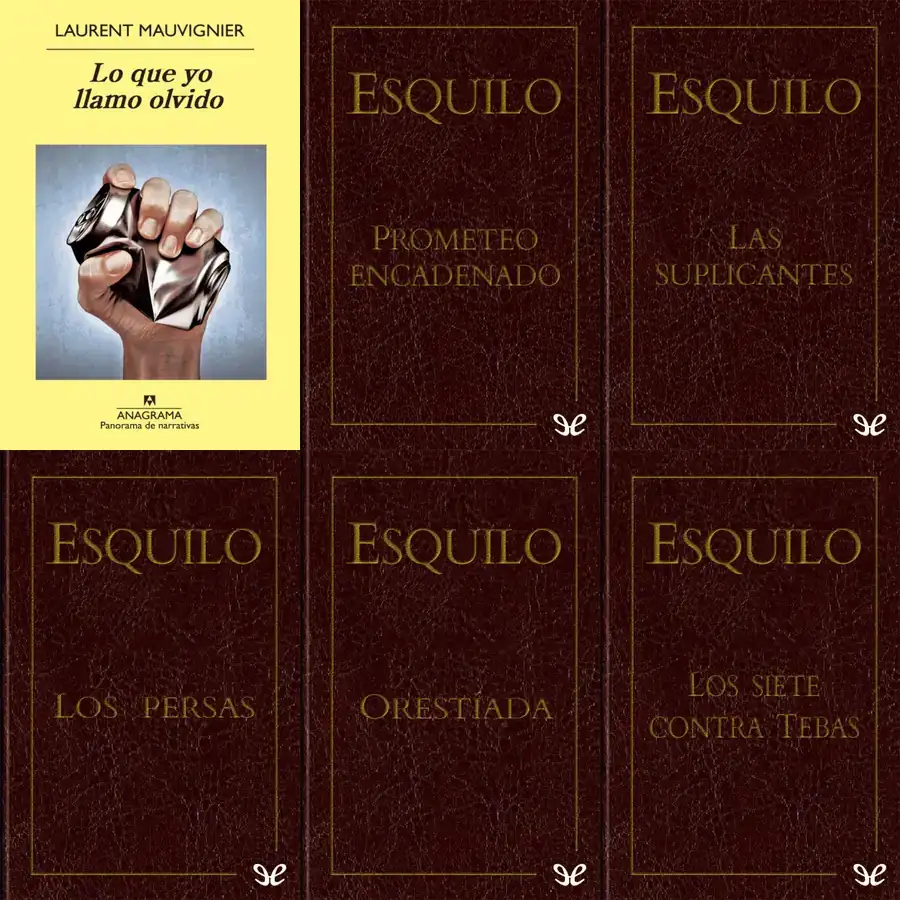 LAURENT MAUVIGNIER
Lo que yo
llamo olvido
ANAGRAMA
Panorama de narrativas
ESQUILO
PROMETEO
ENCADENADO
ESQUILO
LAS
SUPLICANTES
ESQUILO
LOS PERSAS
ESQUILO
ORESTÍADA
ESQUILO
LOS SIETE
CONTRA TEBAS